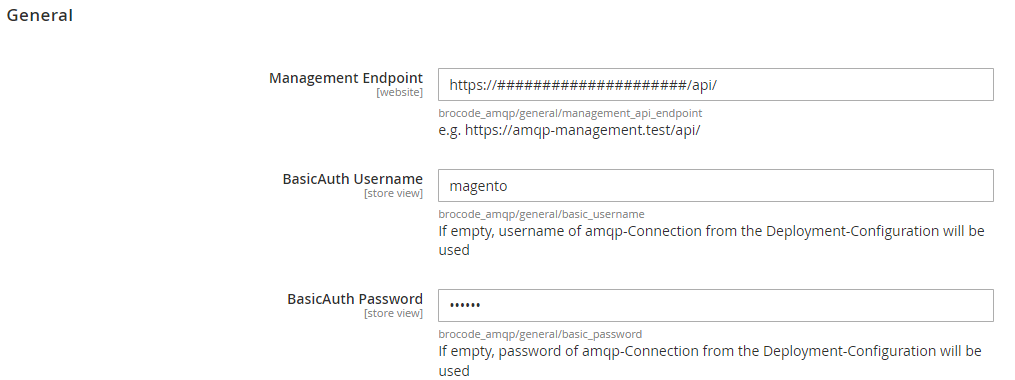 General
Management Endpoint
[website]
https://#####################/api/
brocode_amqp/general/management_api_endpoint
e.g. https://amqp-management.test/api/
BasicAuth Username
[store view]
magento
brocode_amqp/general/basic_username
If empty, username of amqp-Connection from the Deployment-Configuration will be
used
BasicAuth Password
[store view]
••••••
brocode_amqp/general/basic_password
If empty, password of amqp-Connection from the Deployment-Configuration will be
used